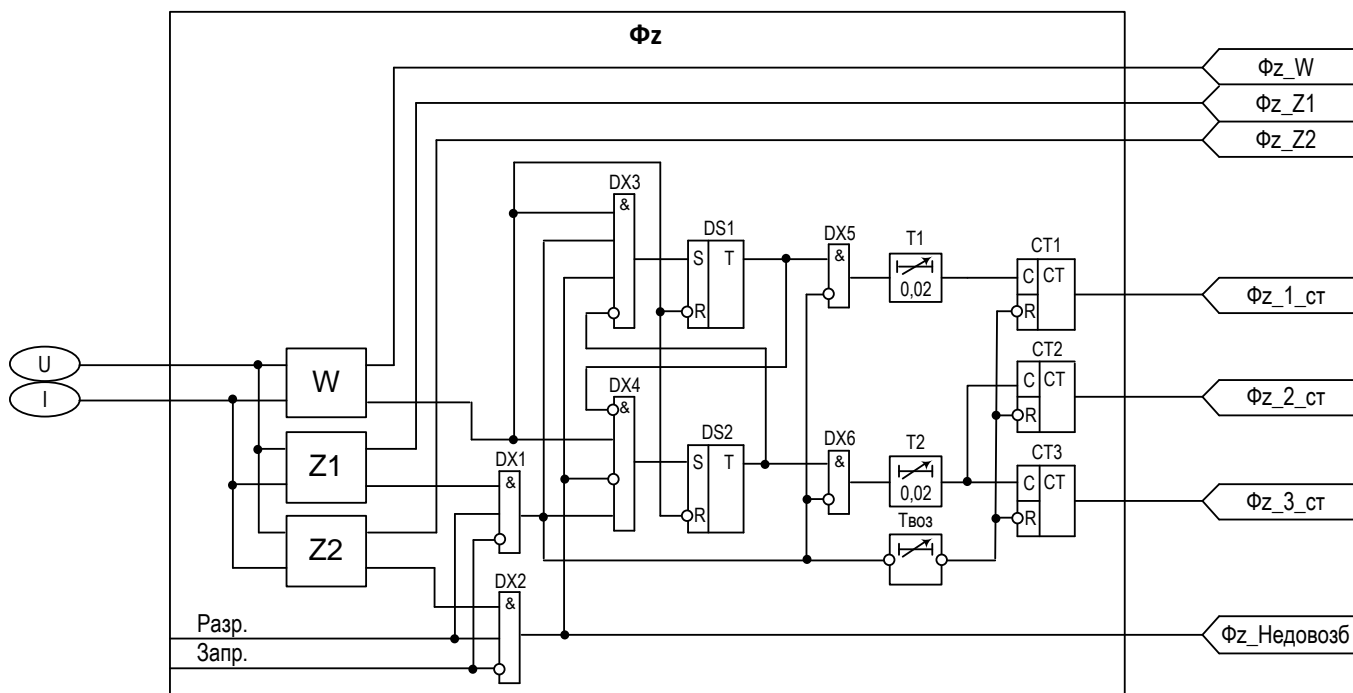 Φz
Φz_W
Φz_Z1
Φz_Z2
DX3
&
DS1
S T
R
DX5
&
T1
0,02
CT1
C CT
R
Φz_1_ст
U
I
W
Z1
Z2
DX1
&
DX4
&
DS2
S T
R
DX6
&
T2
0,02
CT2
C CT
R
Φz_2_ст
CT3
C CT
R
Φz_3_ст
Tвоз
DX2
&
Разр.
Запр.
Φz_Недовозб